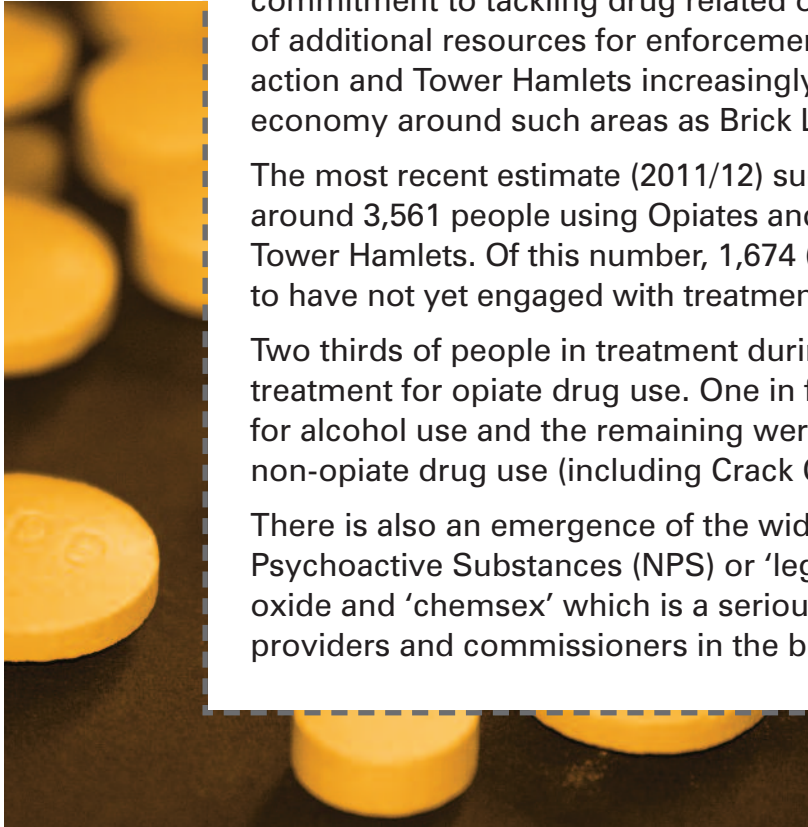 commitment to tackling drug related
of additional resources for enforcemen
action and Tower Hamlets increasingly
economy around such areas as Brick L
The most recent estimate (2011/12) su
around 3,561 people using Opiates and
Tower Hamlets. Of this number, 1,674 (
to have not yet engaged with treatmen
Two thirds of people in treatment duri
treatment for opiate drug use. One in f
for alcohol use and the remaining wer
non-opiate drug use (including Crack C
There is also an emergence of the wid
Psychoactive Substances (NPS) or ‘leg
oxide and ‘chemsex’ which is a seriou
providers and commissioners in the b